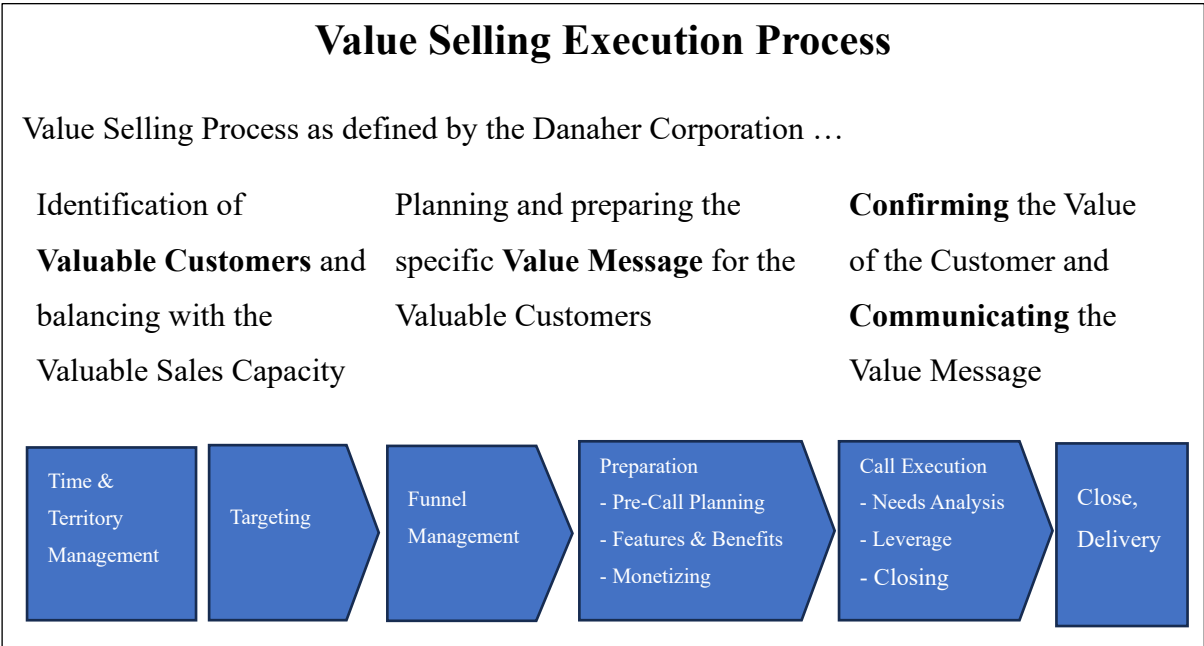 Value Selling Execution Process
Value Selling Process as defined by the Danaher Corporation …
Identification of
Valuable Customers and
balancing with the
Valuable Sales Capacity
Planning and preparing the
specific Value Message for the
Valuable Customers
Confirming the Value
of the Customer and
Communicating the
Value Message
Time &
Territory
Management
Targeting
Funnel
Management
Preparation
- Pre-Call Planning
- Features & Benefits
- Monetizing
Call Execution
- Needs Analysis
- Leverage
- Closing
Close,
Delivery